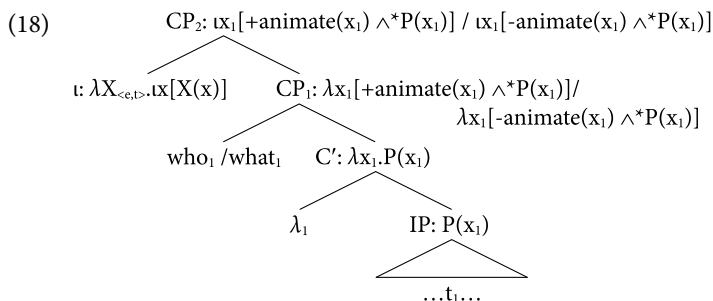 (18) CP₂: ιx₁[+animate(x₁) ∧*P(x₁)] / ιx₁[-animate(x₁) ∧*P(x₁)]
ι: λX<e,t>.ιx[X(x)] CP₁: λx₁[+animate(x₁) ∧*P(x₁)]/
λx₁[-animate(x₁) ∧*P(x₁)]
who₁ /what₁ C′: λx₁.P(x₁)
λ₁ IP: P(x₁)
…t₁…